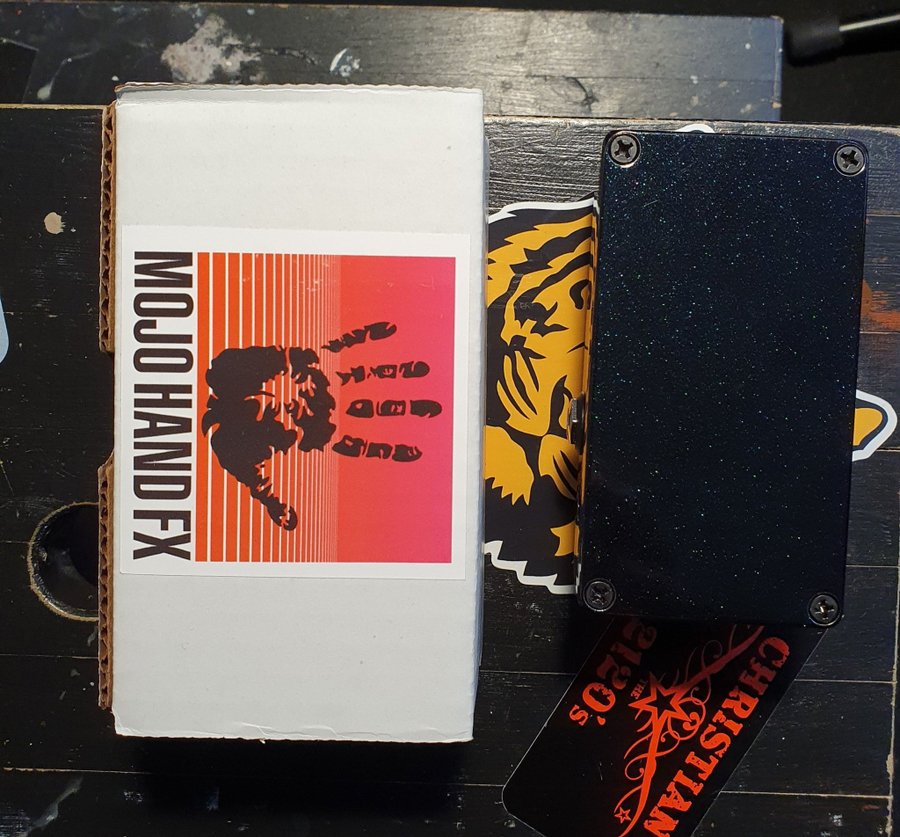 MOJO HAND FX
CHRISTIAN
THE
2120's